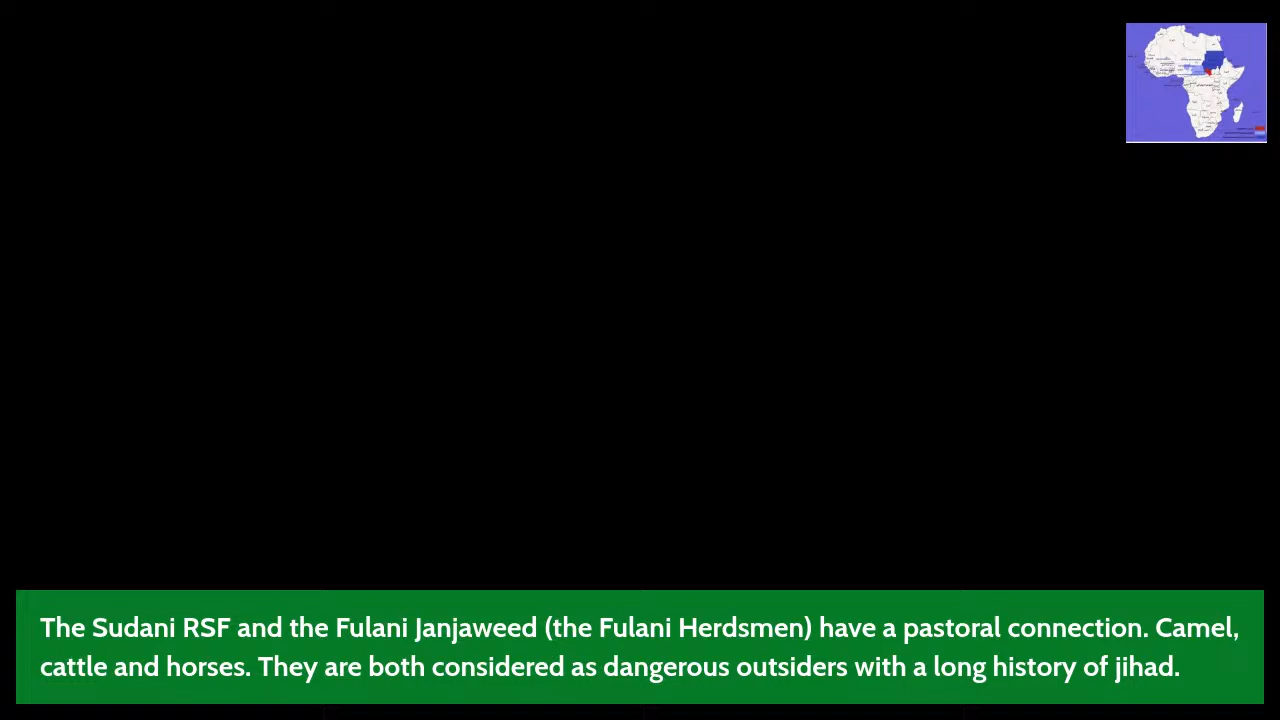 The Sudani RSF and the Fulani Janjaweed (the Fulani Herdsmen) have a pastoral connection. Camel,
cattle and horses. They are both considered as dangerous outsiders with a long history of jihad.